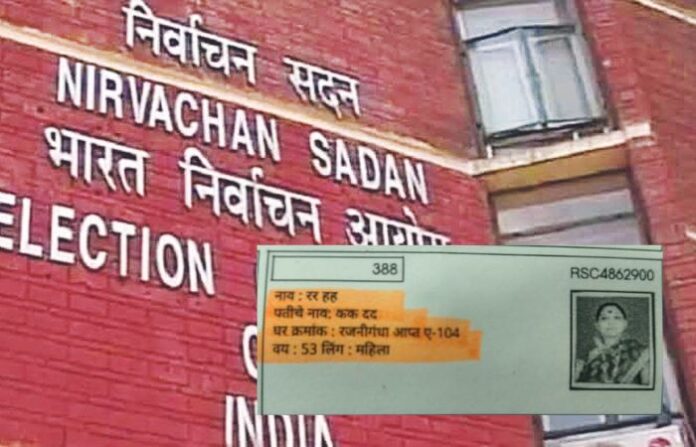 निर्वाचन सदन
NIRVACHAN SADAN
भारत निर्वाचन आयोग
ELECTION
INDIA
388
RSC4862900
नाव : रर हह
पतीचे नाव: कक दद
घर क्रमांक : रजनीगंधा आप्त ए-104
वय : 53 लिंग : महिला